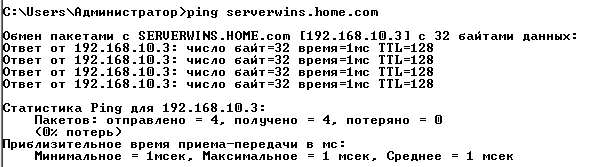 C:\Users\Администратор>ping serverwins.home.com
Обмен пакетами с SERVERWINS.HOME.com [192.168.10.3] с 32 байтами данных:
Ответ от 192.168.10.3: число байт=32 время=1мс TTL=128
Ответ от 192.168.10.3: число байт=32 время=1мс TTL=128
Ответ от 192.168.10.3: число байт=32 время=1мс TTL=128
Ответ от 192.168.10.3: число байт=32 время=1мс TTL=128
Статистика Ping для 192.168.10.3:
Пакетов: отправлено = 4, получено = 4, потеряно = 0
(0% потерь)
Приблизительное время приема-передачи в мс:
Минимальное = 1мсек, Максимальное = 1 мсек, Среднее = 1 мсек